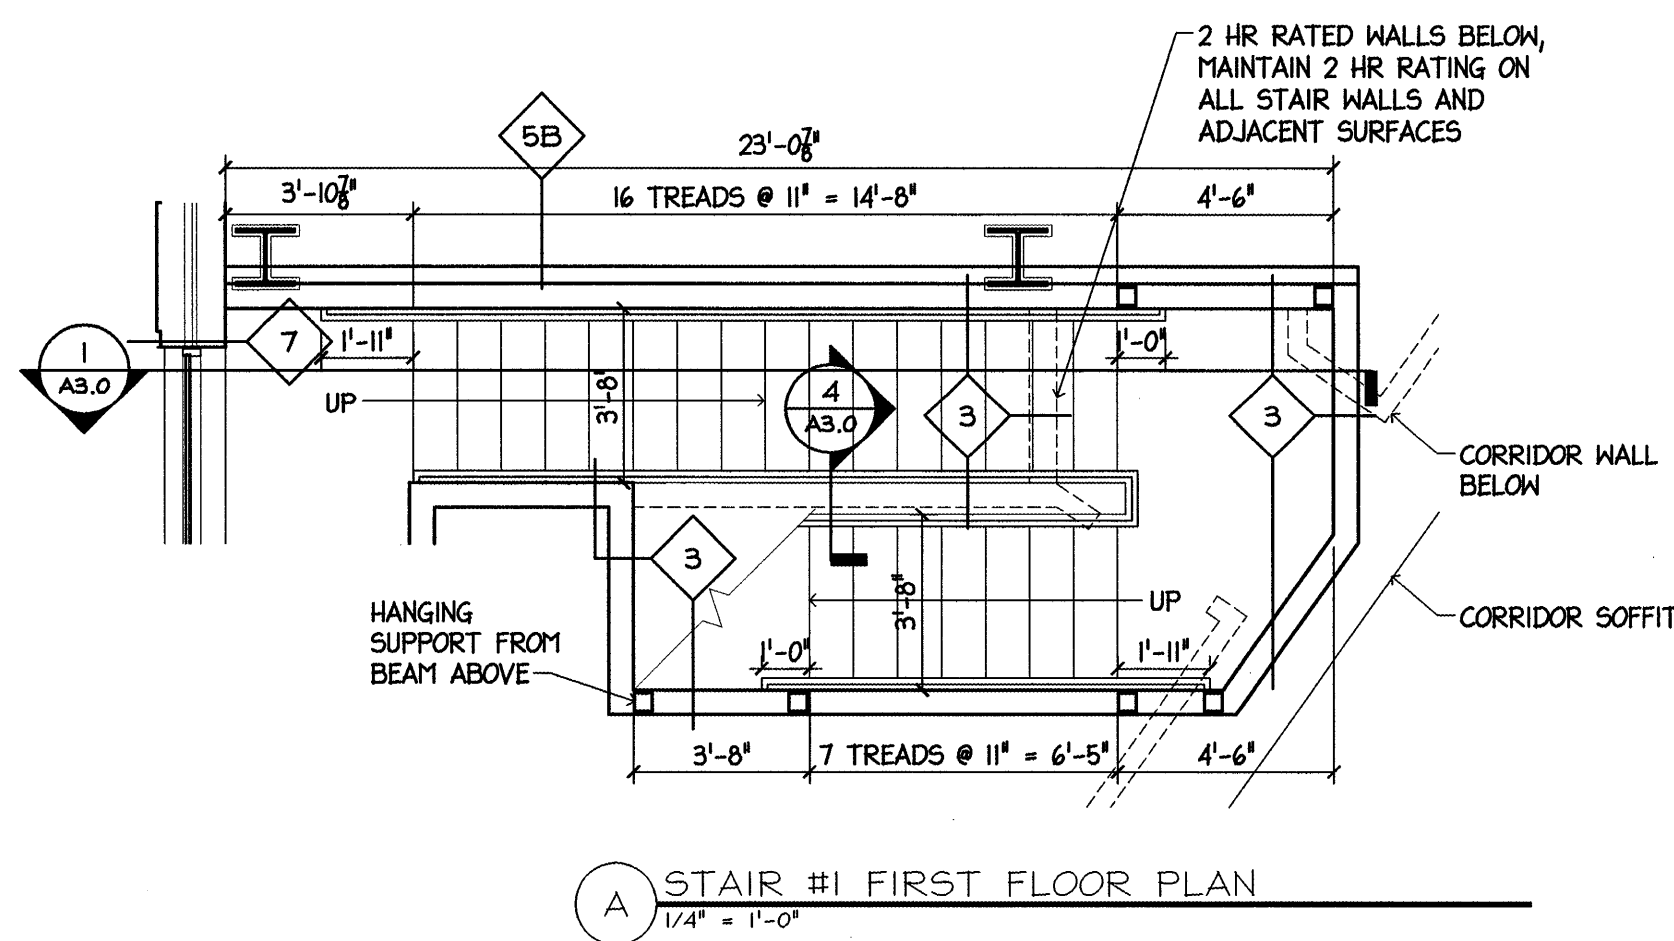 2 HR RATED WALLS BELOW,
MAINTAIN 2 HR RATING ON
ALL STAIR WALLS AND
ADJACENT SURFACES
5B
23'-0 7/8"
3'-10 7/8"
16 TREADS @ 11" = 14'-8"
4'-6"
1
A3.0
7
1'-11"
1'-0"
UP
3'-8"
4
A3.0
3
3
CORRIDOR WALL
BELOW
3
3'-8"
UP
HANGING
SUPPORT FROM
BEAM ABOVE
CORRIDOR SOFFIT
1'-0"
1'-11"
3'-8"
7 TREADS @ 11" = 6'-5"
4'-6"
A
STAIR #1 FIRST FLOOR PLAN
1/4" = 1'-0"